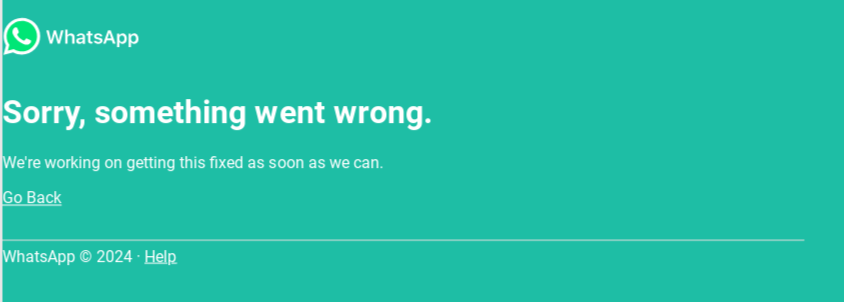 WhatsApp
Sorry, something went wrong.
We're working on getting this fixed as soon as we can.
Go Back
WhatsApp © 2024 · Help